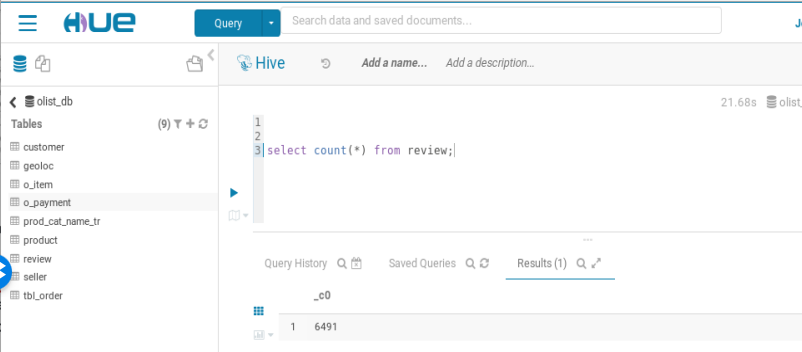 HUE
Query
Search data and saved documents...
Hive
Add a name...
Add a description...
olist_db
21.68s
Tables
(9)
customer
geoloc
o_item
o_payment
prod_cat_name_tr
product
review
seller
tbl_order
1
2
3 select count(*) from review;
Query History
Saved Queries
Results (1)
_c0
1 6491